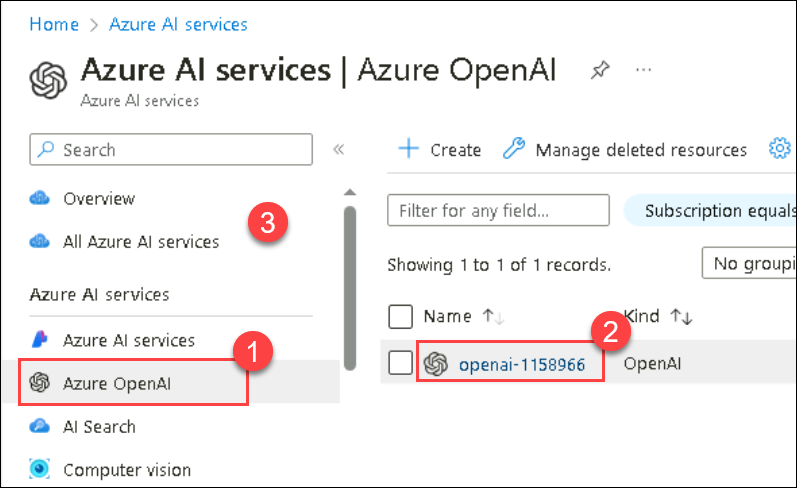 Home > Azure AI services
Azure AI services | Azure OpenAI
Azure AI services
Search
Overview
3
All Azure AI services
Azure AI services
Azure AI services
1
Azure OpenAI
AI Search
Computer vision
Create Manage deleted resources
Filter for any field... Subscription equals
Showing 1 to 1 of 1 records. No groupi
Name Kind
2
openai-1158966 OpenAI